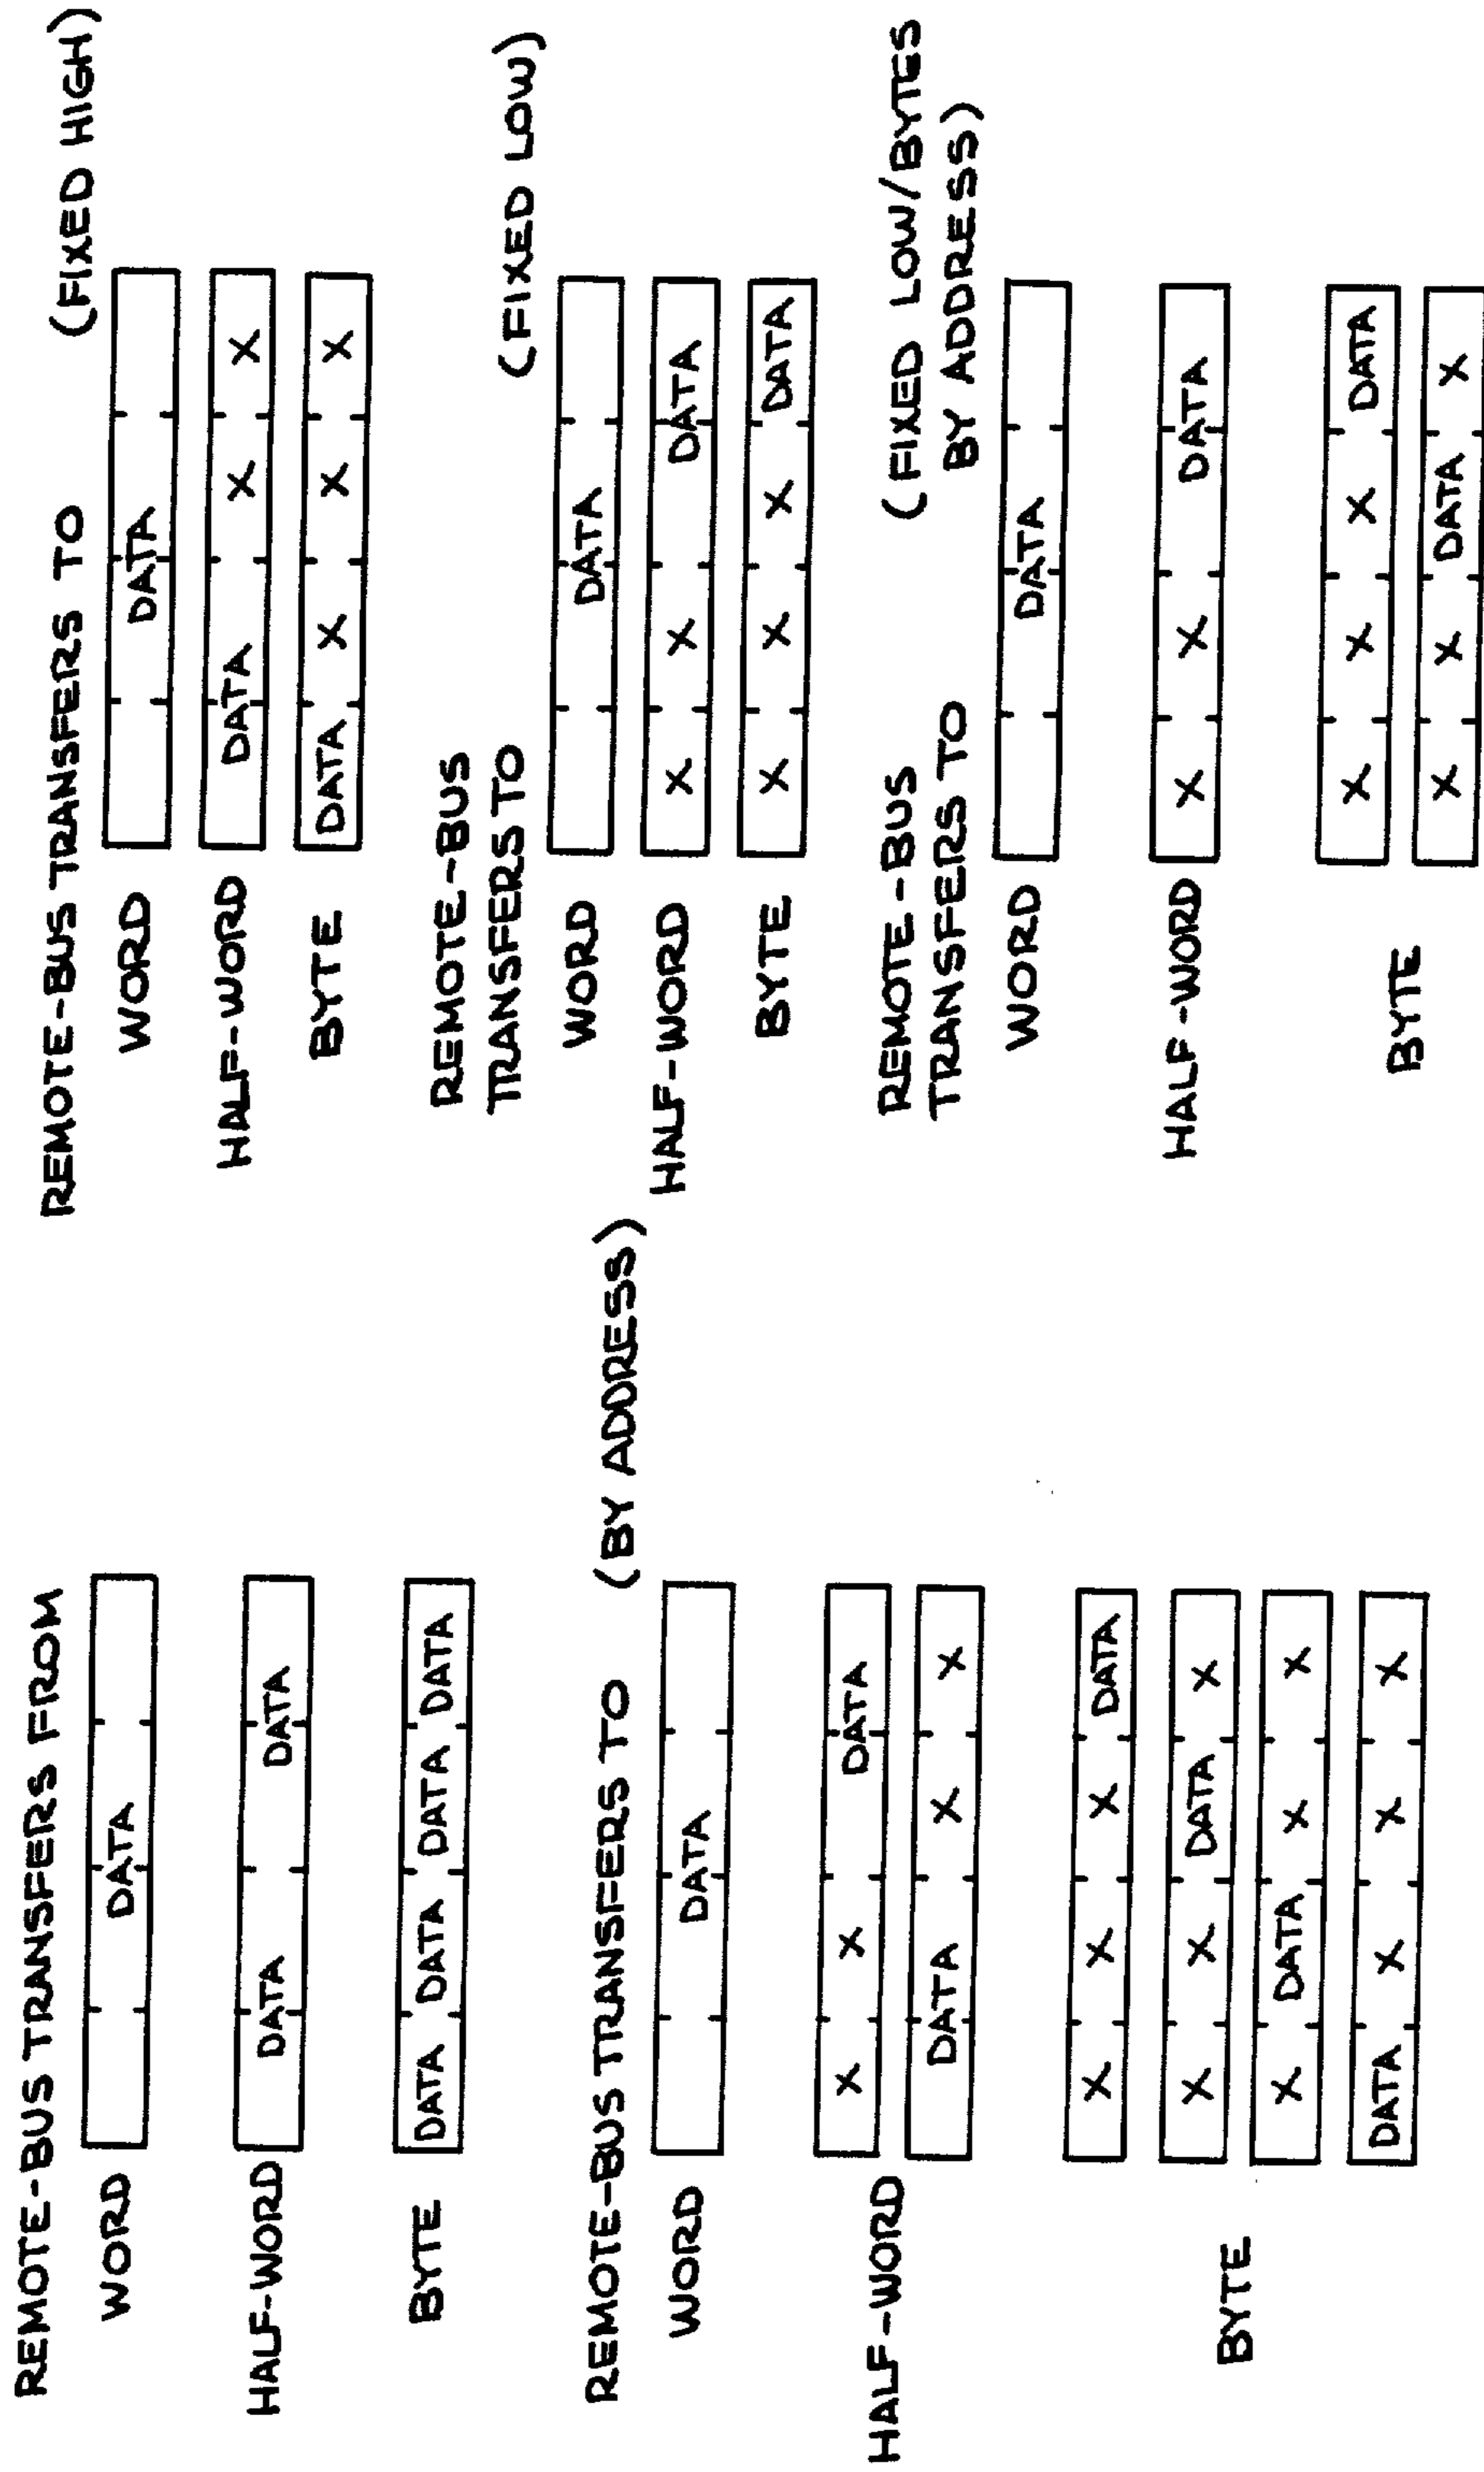 REMOTE-BUS TRANSFERS FROM
WORD
DATA
HALF-WORD
DATA DATA
BYTE
DATA DATA DATA DATA
REMOTE-BUS TRANSFERS TO (BY ADDRESS)
WORD
DATA
HALF-WORD
X X DATA
DATA X X
BYTE
X X X DATA
X X DATA X
X DATA X X
DATA X X X
REMOTE-BUS TRANSFERS TO (FIXED HIGH)
WORD
DATA
HALF-WORD
DATA X X
BYTE
DATA X X X
REMOTE-BUS
TRANSFERS TO (FIXED LOW)
WORD
DATA
HALF-WORD
X X DATA
BYTE
X X X DATA
REMOTE-BUS
TRANSFERS TO
(FIXED LOW/BYTES
BY ADDRESS)
WORD
DATA
HALF-WORD
X X DATA
BYTE
X X X DATA
X X DATA X